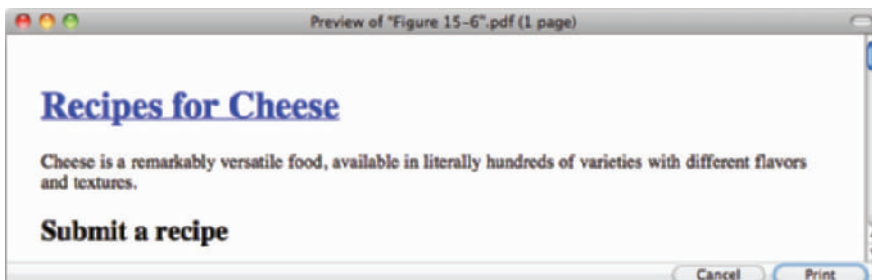 Preview of "Figure 15-6".pdf (1 page)
Recipes for Cheese
Cheese is a remarkably versatile food, available in literally hundreds of varieties with different flavors
and textures.
Submit a recipe
Cancel Print